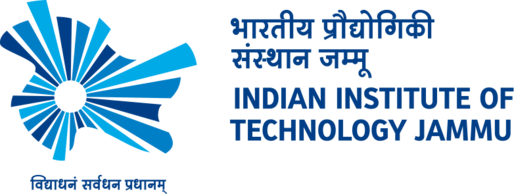 भारतीय प्रौद्योगिकी
संस्थान जम्मू
INDIAN INSTITUTE OF
TECHNOLOGY JAMMU
विद्याधनं सर्वधन प्रधानम्